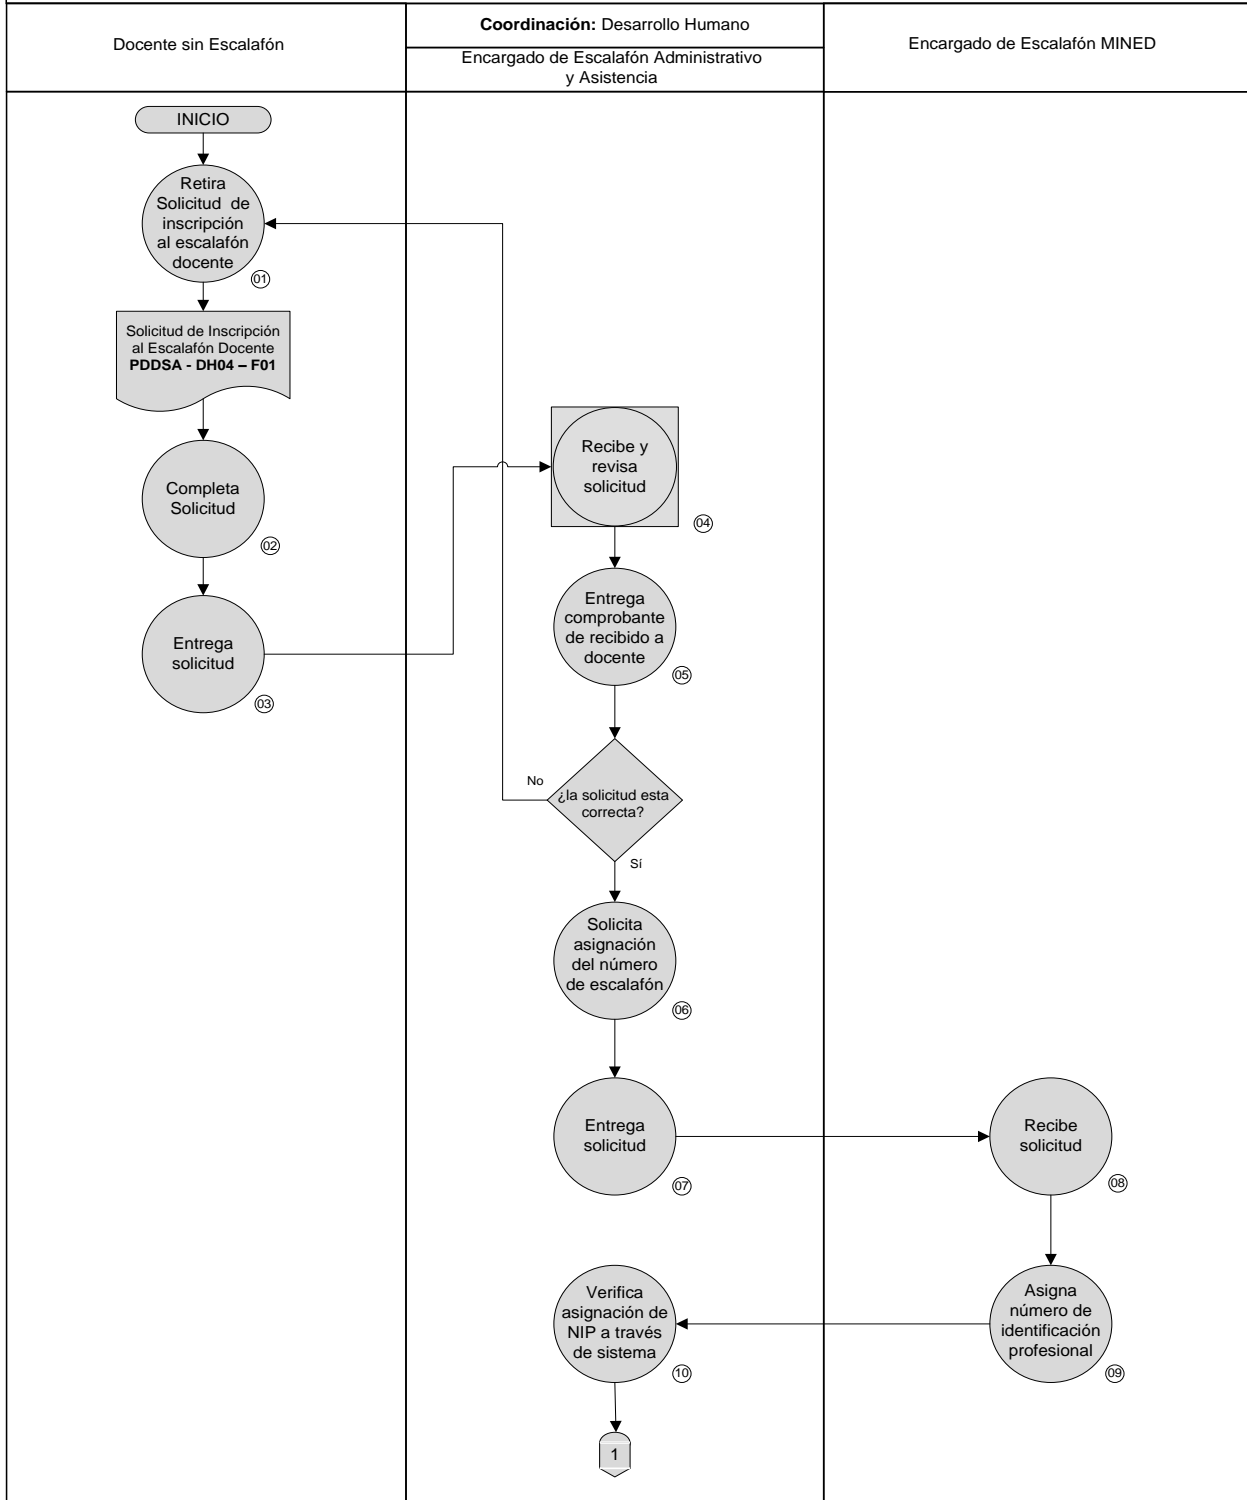 Docente sin Escalafón
Coordinación: Desarrollo Humano
Encargado de Escalafón Administrativo
y Asistencia
Encargado de Escalafón MINED
INICIO
Retira
Solicitud de
inscripción
al escalafón
docente
01
Solicitud de Inscripción
al Escalafón Docente
PDDSA - DH04 – F01
Completa
Solicitud
02
Entrega
solicitud
03
Recibe y
revisa
solicitud
04
Entrega
comprobante
de recibido a
docente
05
¿la solicitud esta
correcta?
No
Sí
Solicita
asignación
del número
de escalafón
06
Entrega
solicitud
07
Recibe
solicitud
08
Asigna
número de
identificación
profesional
09
Verifica
asignación de
NIP a través
de sistema
10
1